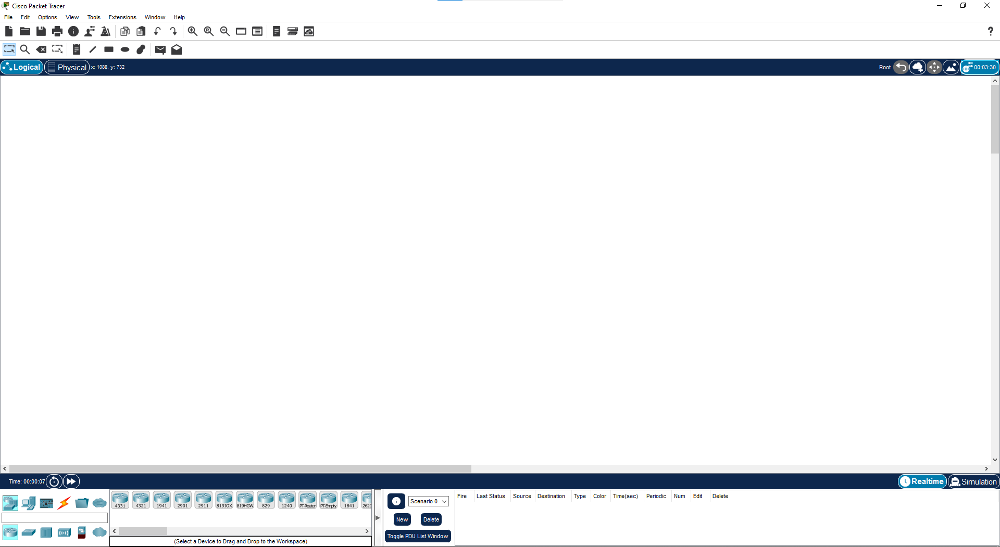 Cisco Packet Tracer
File Edit Options View Tools Extensions Window Help
?
Logical Physical x: 1088, y: 732 Root 00:03:30
Time: 00:00:07 Realtime Simulation
4331 4321 1941 2901 2911 819IOX 819HGW 829 1240 PT-Router PT-Empty 1841 2620
(Select a Device to Drag and Drop to the Workspace)
Scenario 0
New Delete
Toggle PDU List Window
Fire Last Status Source Destination Type Color Time(sec) Periodic Num Edit Delete